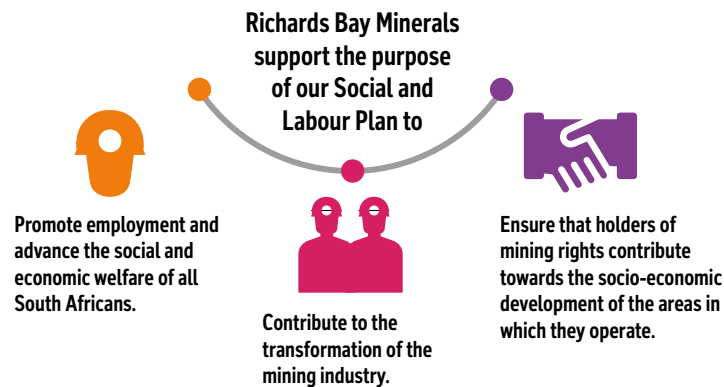 Richards Bay Minerals
support the purpose
of our Social and
Labour Plan to
Promote employment and
advance the social and
economic welfare of all
South Africans.
Contribute to the
transformation of the
mining industry.
Ensure that holders of
mining rights contribute
towards the socio-economic
development of the areas in
which they operate.